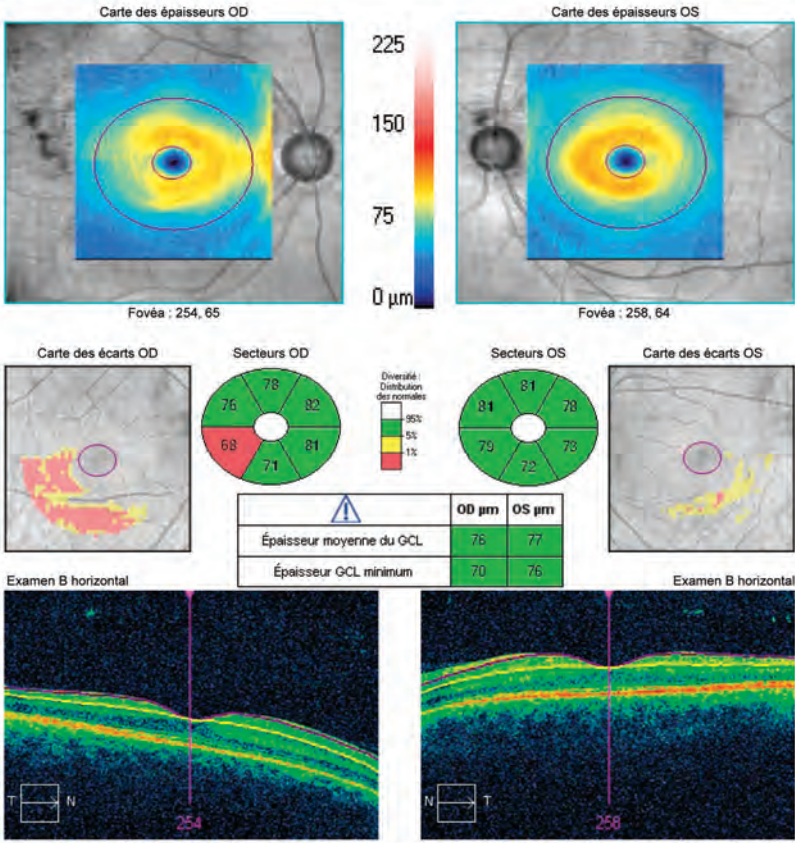 Carte des épaisseurs OD
Carte des épaisseurs OS
225
150
75
0 µm
Fovéa : 254, 65
Fovéa : 258, 64
Carte des écarts OD
Secteurs OD
Diversifié :
Distribution
des normales
95%
5%
1%
Secteurs OS
Carte des écarts OS
78
76
82
68
81
71
81
81
78
79
73
72
OD µm
OS µm
Épaisseur moyenne du GCL
76
77
Épaisseur GCL minimum
70
76
Examen B horizontal
Examen B horizontal
T N
254
N T
258